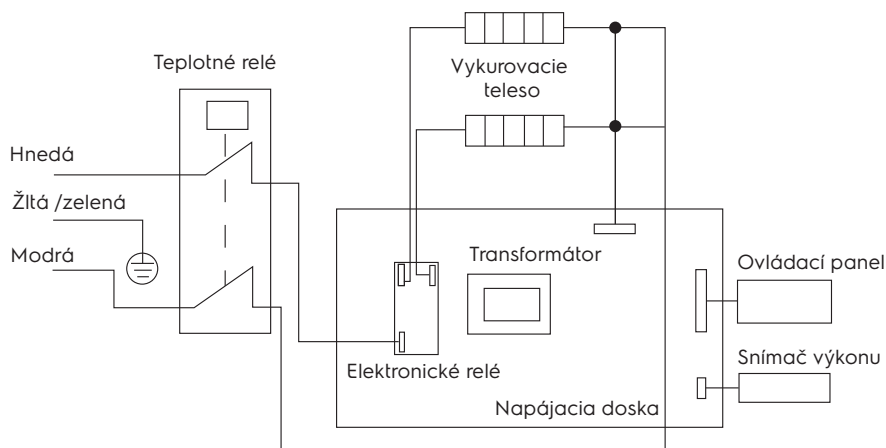 Teplotné relé
Vykurovacie
teleso
Hnedá
Žltá /zelená
Modrá
Transformátor
Ovládací panel
Elektronické relé
Snímač výkonu
Napájacia doska